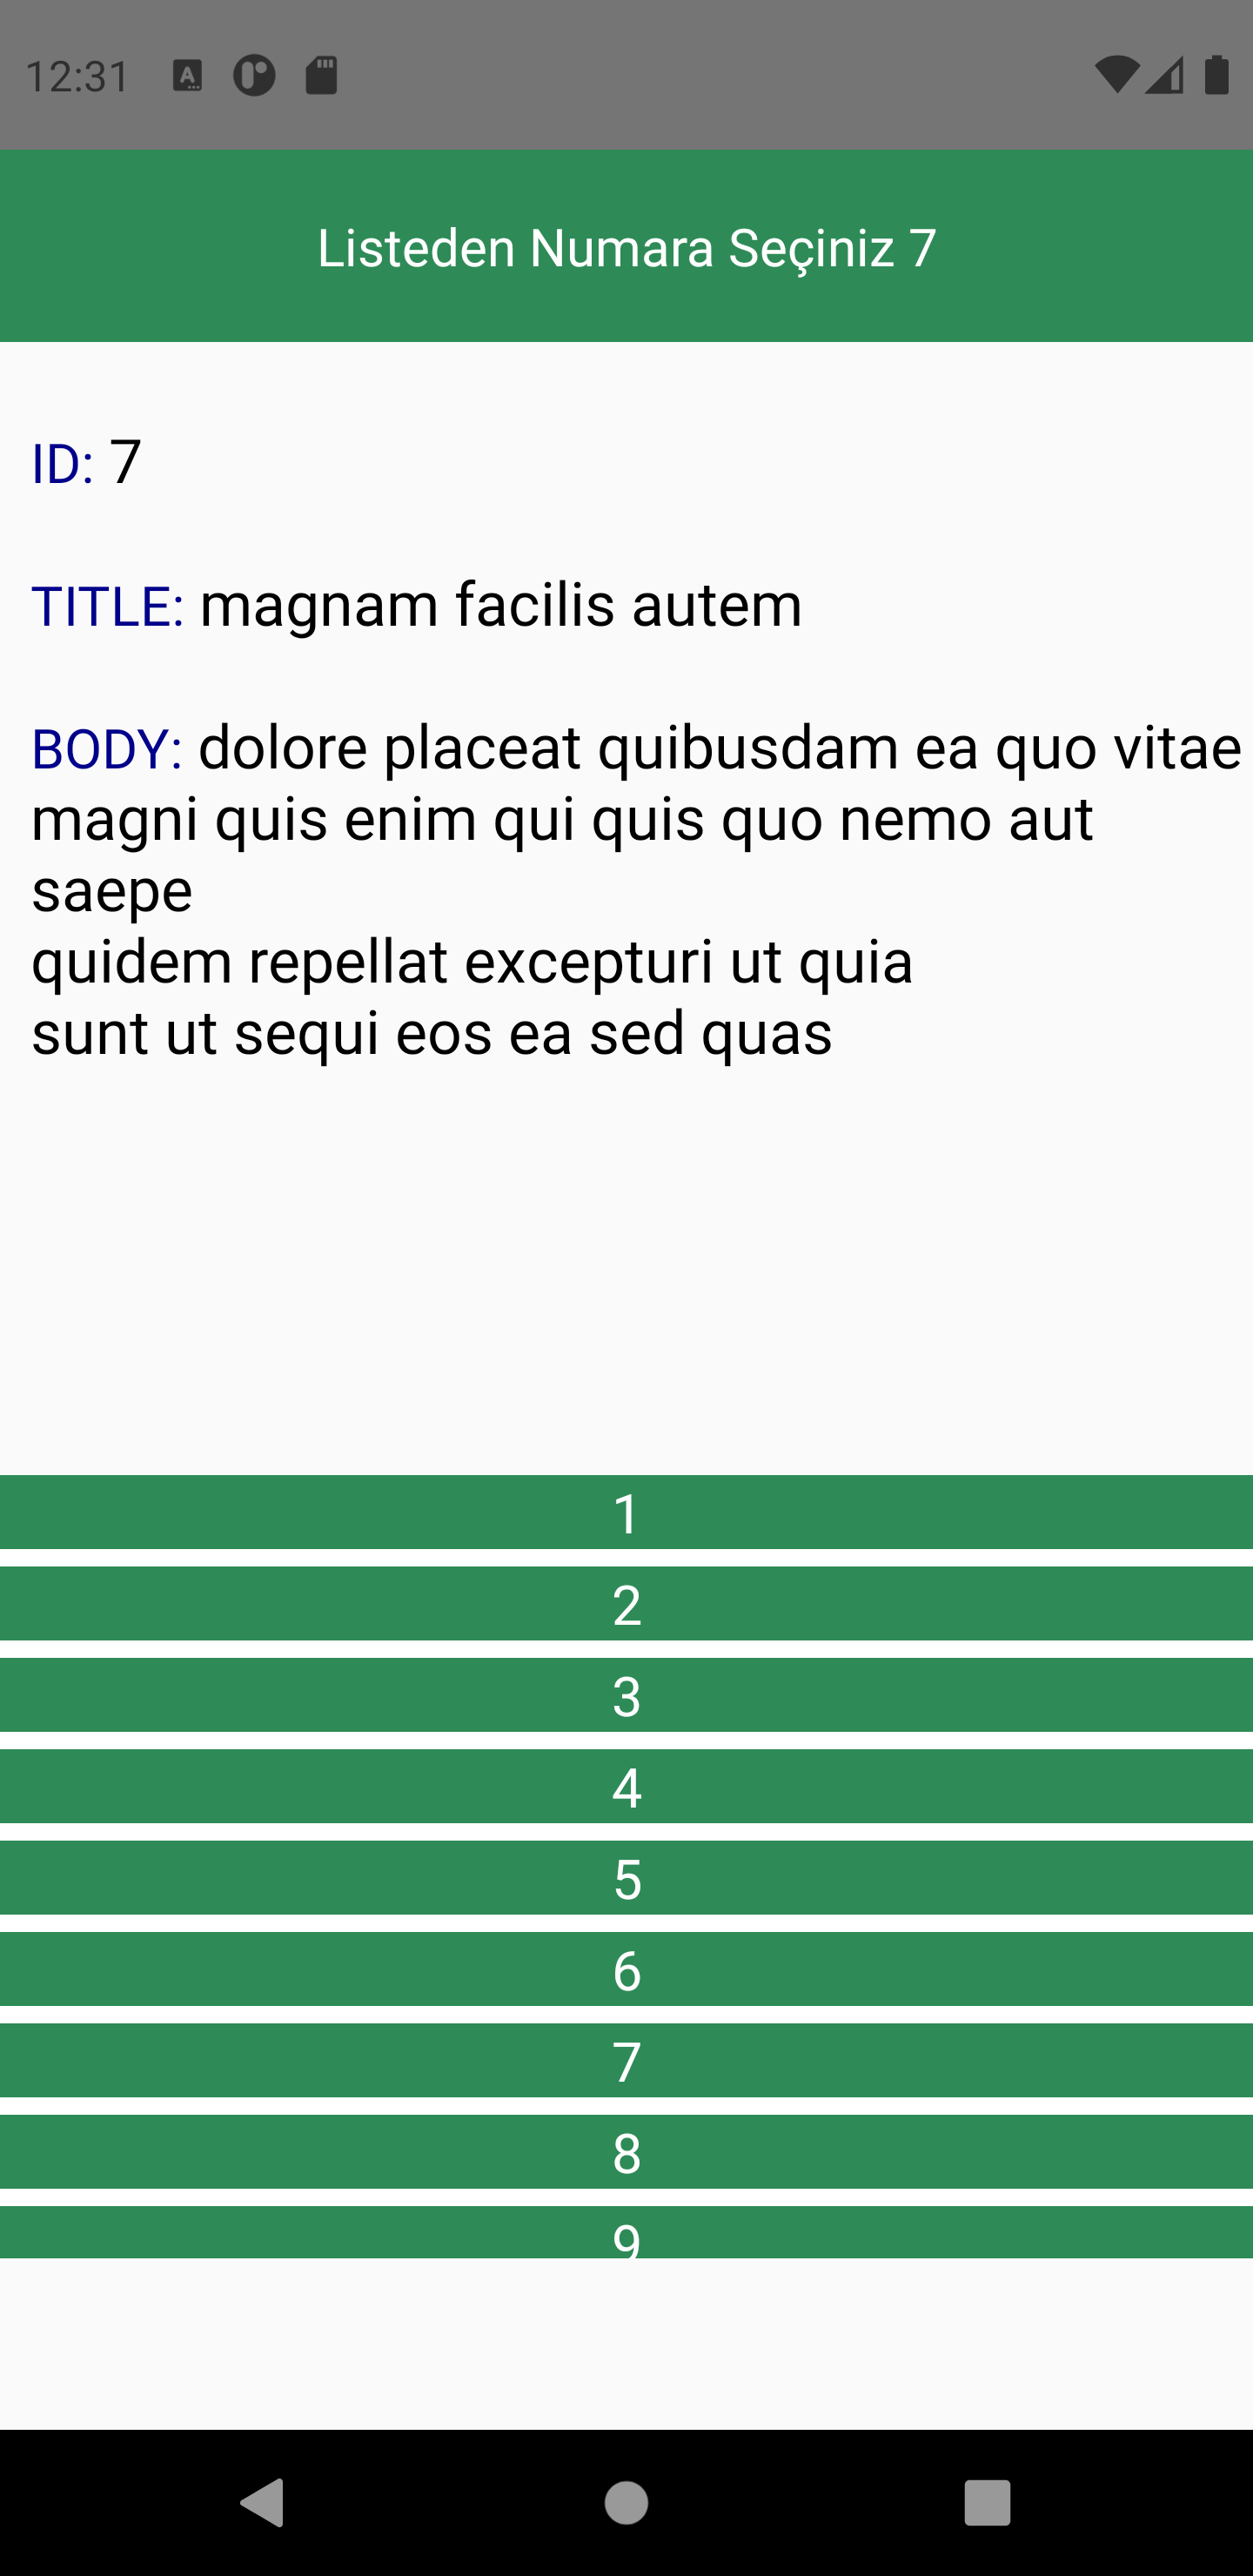 12:31
Listeden Numara Seçiniz 7
ID: 7
TITLE: magnam facilis autem
BODY: dolore placeat quibusdam ea quo vitae
magni quis enim qui quis quo nemo aut
saepe
quidem repellat excepturi ut quia
sunt ut sequi eos ea sed quas
1
2
3
4
5
6
7
8
9